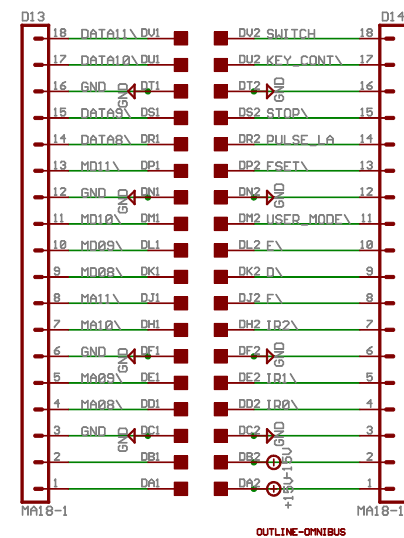 D13 D14
18 DATA11\ DV1 DV2 SWITCH 18
17 DATA10\ DU1 DU2 KEY_CONT\ 17
16 GND DT1 DT2 16
GND GND
15 DATA9\ DS1 DS2 STOP\ 15
14 DATA8\ DR1 DR2 PULSE_LA 14
13 MD11\ DP1 DP2 FSET\ 13
12 GND DN1 DN2 12
GND GND
11 MD10\ DM1 DM2 USER_MODE\ 11
10 MD09\ DL1 DL2 F\ 10
9 MD08\ DK1 DK2 D\ 9
8 MA11\ DJ1 DJ2 E\ 8
7 MA10\ DH1 DH2 IR2\ 7
6 GND DF1 DF2 6
GND GND
5 MA09\ DE1 DE2 IR1\ 5
4 MA08\ DD1 DD2 IR0\ 4
3 GND DC1 DC2 3
GND GND
2 DB1 DB2 -15V 2
1 DA1 DA2 +15V 1
MA18-1 MA18-1
OUTLINE-OMNIBUS